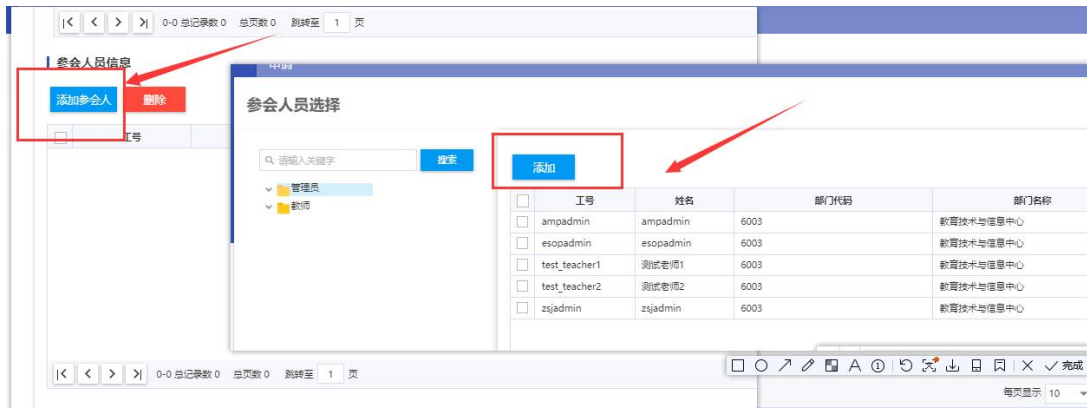 0-0 总记录数 0 总页数 0 跳转至 1 页
参会人员信息
添加参会人 删除
工号
申请
参会人员选择
请输入关键字 搜索
管理员
教师
添加
工号 姓名 部门代码 部门名称
ampadmin ampadmin 6003 教育技术与信息中心
esopadmin esopadmin 6003 教育技术与信息中心
test_teacher1 测试老师1 6003 教育技术与信息中心
test_teacher2 测试老师2 6003 教育技术与信息中心
zsjadmin zsjadmin 6003 教育技术与信息中心
0-0 总记录数 0 总页数 0 跳转至 1 页
完成
每页显示 10